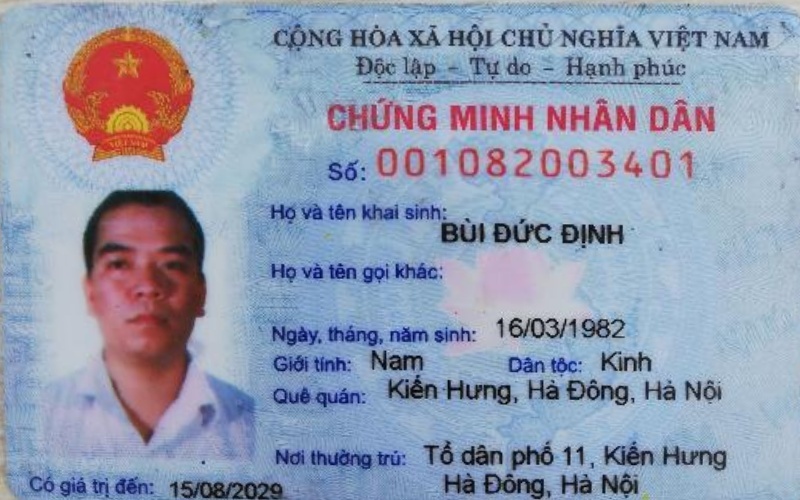 CỘNG HÒA XÃ HỘI CHỦ NGHĨA VIỆT NAM
Độc lập - Tự do - Hạnh phúc
CHỨNG MINH NHÂN DÂN
Số: 001082003401
Họ và tên khai sinh:
BÙI ĐỨC ĐỊNH
Họ và tên gọi khác:
Ngày, tháng, năm sinh: 16/03/1982
Giới tính: Nam Dân tộc: Kinh
Quê quán: Kiến Hưng, Hà Đông, Hà Nội
Nơi thường trú: Tổ dân phố 11, Kiến Hưng
Hà Đông, Hà Nội
Có giá trị đến: 15/08/2029